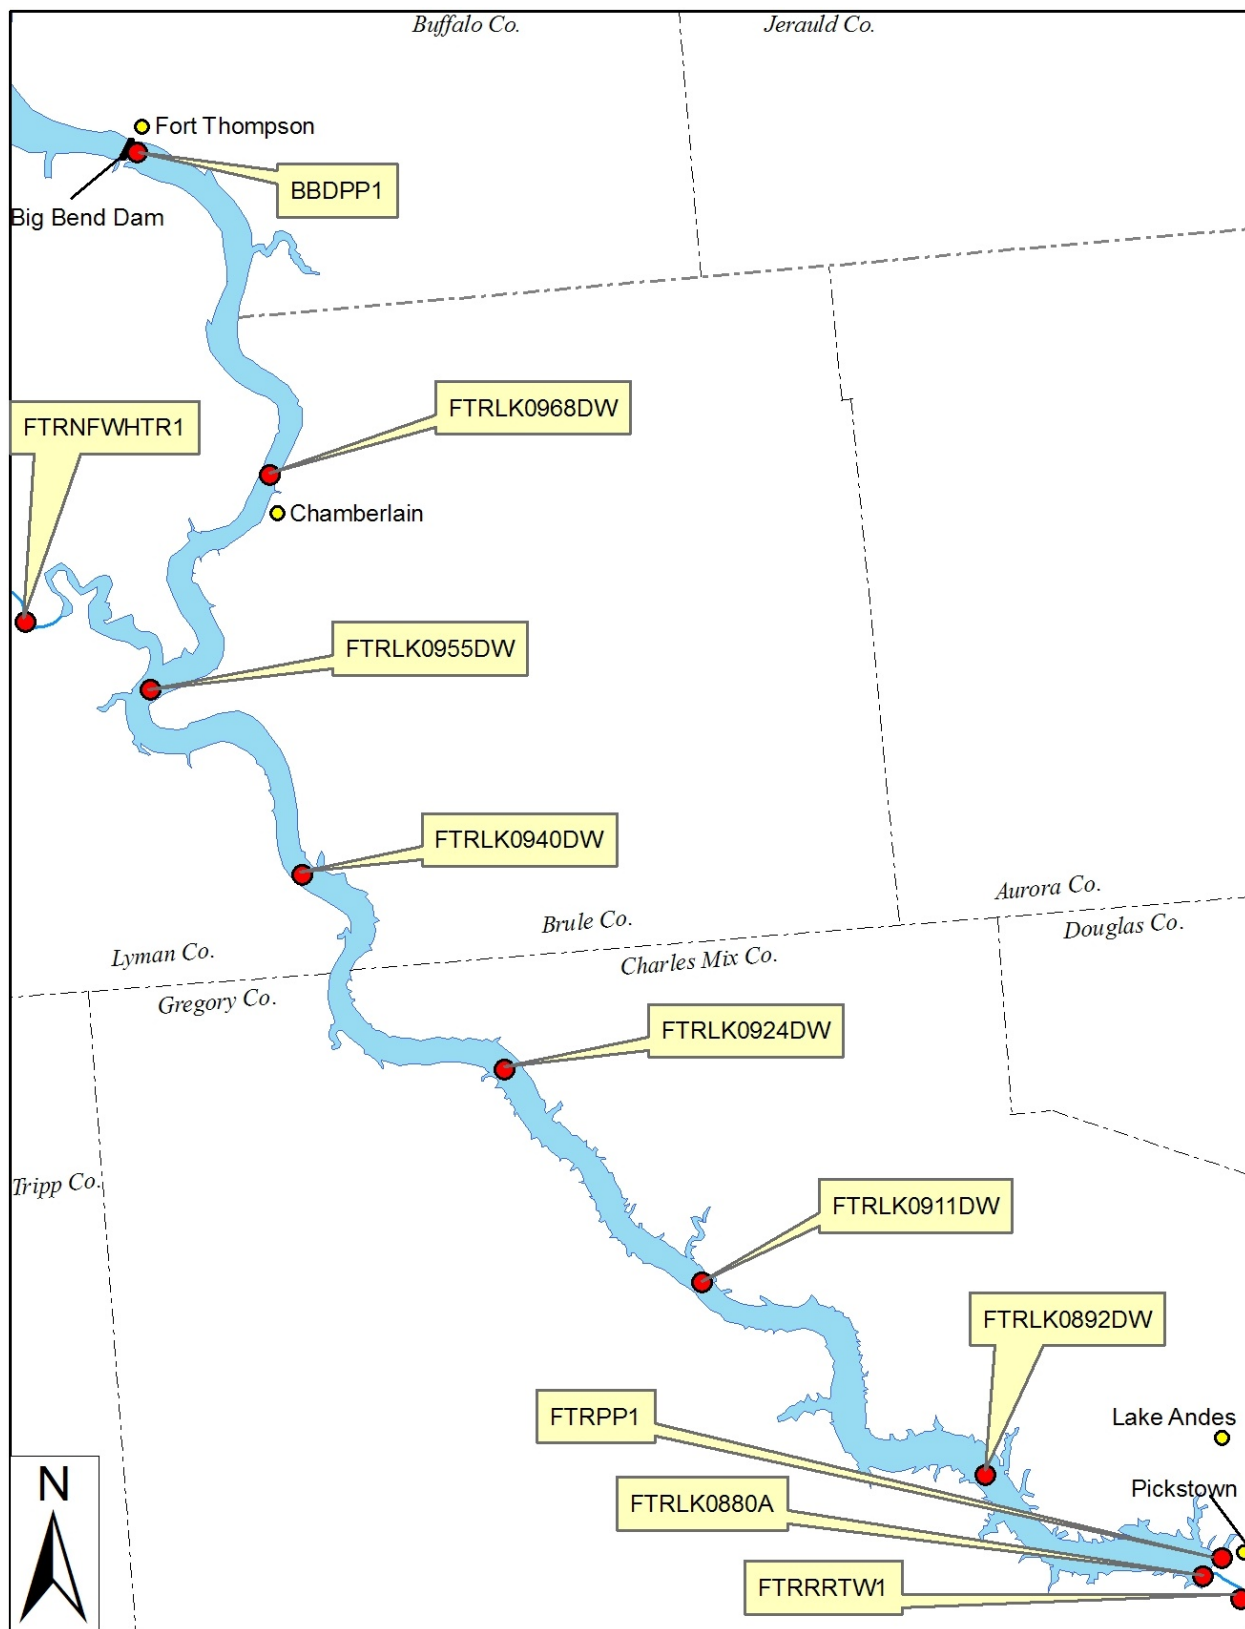 Buffalo Co.
Jerauld Co.
Fort Thompson
BBDPP1
Big Bend Dam
FTRLK0968DW
FTRNFWHTR1
Chamberlain
FTRLK0955DW
FTRLK0940DW
Aurora Co.
Brule Co.
Douglas Co.
Lyman Co.
Charles Mix Co.
Gregory Co.
FTRLK0924DW
Tripp Co.
FTRLK0911DW
FTRLK0892DW
FTRPP1
Lake Andes
N
Pickstown
FTRLK0880A
FTRRRTW1